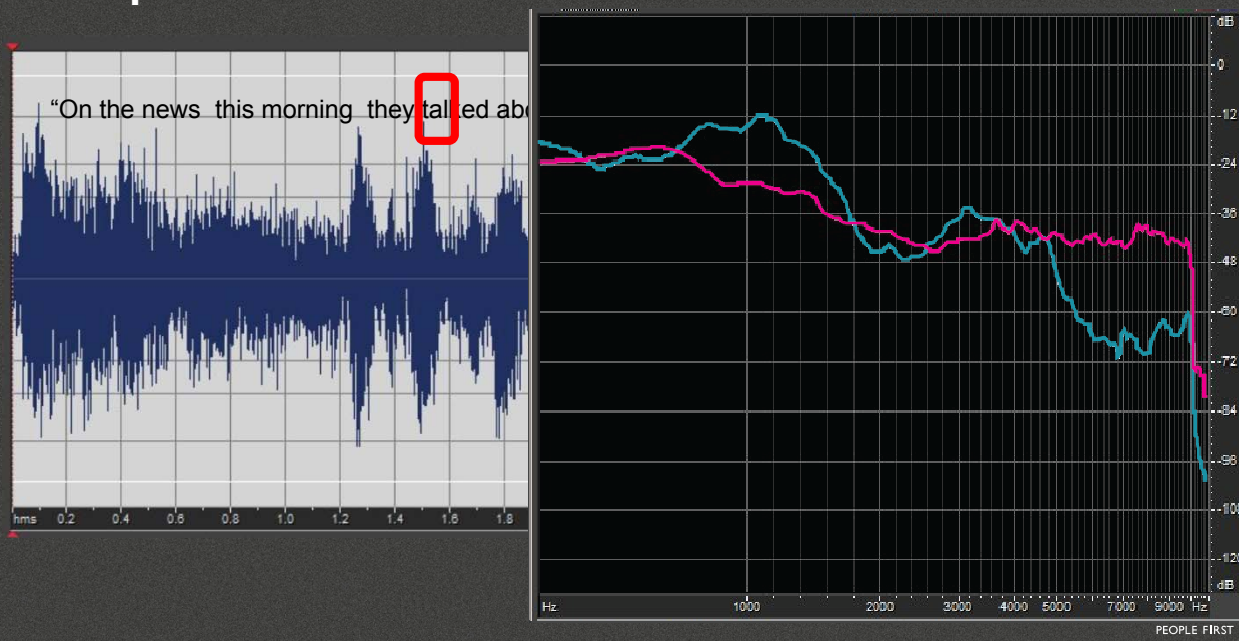 “On the news this morning they talked abo
hms 0.2 0.4 0.6 0.8 1.0 1.2 1.4 1.6 1.8
dB
0
-12
-24
-36
-48
-60
-72
-84
-96
-120
dB
Hz 1000 2000 3000 4000 5000 7000 9000 Hz
PEOPLE FIRST